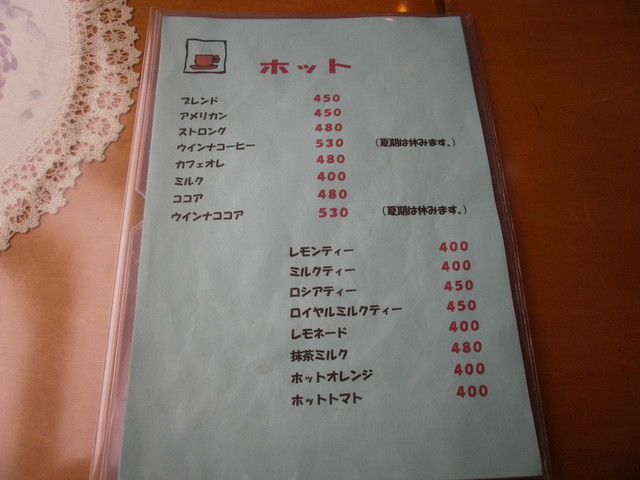 ホット
ブレンド 450
アメリカン 450
ストロング 480
ウインナコーヒー 530 (夏期は休みます。)
カフェオレ 480
ミルク 400
ココア 480
ウインナココア 530 (夏期は休みます。)
レモンティー 400
ミルクティー 400
ロシアティー 450
ロイヤルミルクティー 450
レモネード 400
抹茶ミルク 480
ホットオレンジ 400
ホットトマト 400